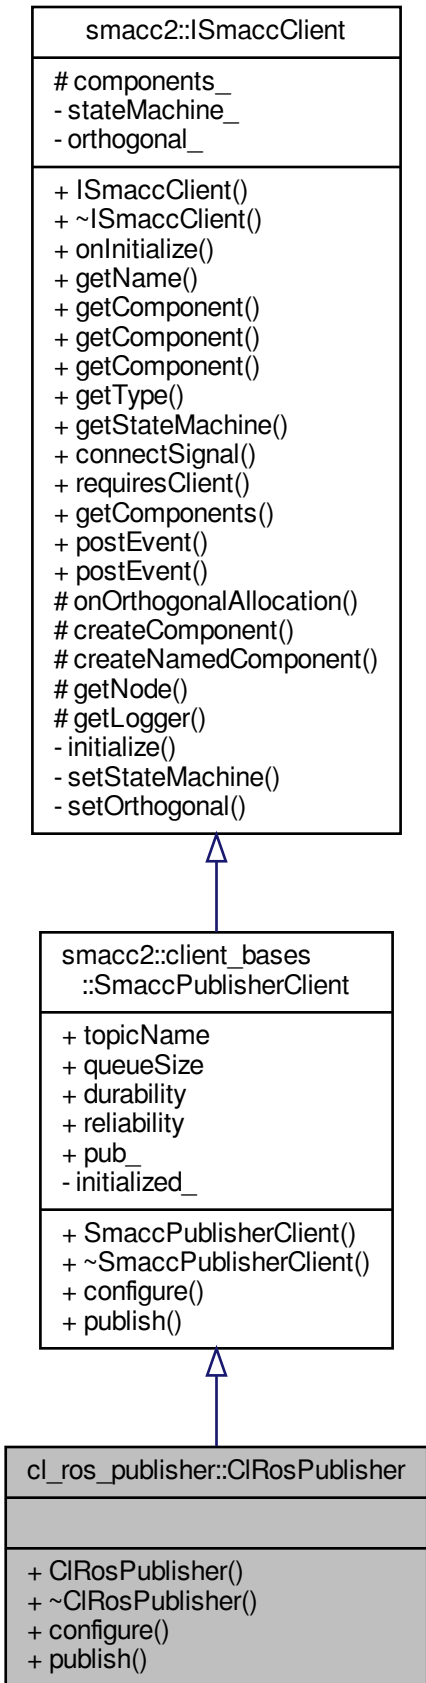 smacc2::ISmaccClient
# components_
- stateMachine_
- orthogonal_
+ ISmaccClient()
+ ~ISmaccClient()
+ onInitialize()
+ getName()
+ getComponent()
+ getComponent()
+ getComponent()
+ getType()
+ getStateMachine()
+ connectSignal()
+ requiresClient()
+ getComponents()
+ postEvent()
+ postEvent()
# onOrthogonalAllocation()
# createComponent()
# createNamedComponent()
# getNode()
# getLogger()
- initialize()
- setStateMachine()
- setOrthogonal()
smacc2::client_bases
::SmaccPublisherClient
+ topicName
+ queueSize
+ durability
+ reliability
+ pub_
- initialized_
+ SmaccPublisherClient()
+ ~SmaccPublisherClient()
+ configure()
+ publish()
cl_ros_publisher::ClRosPublisher
+ ClRosPublisher()
+ ~ClRosPublisher()
+ configure()
+ publish()